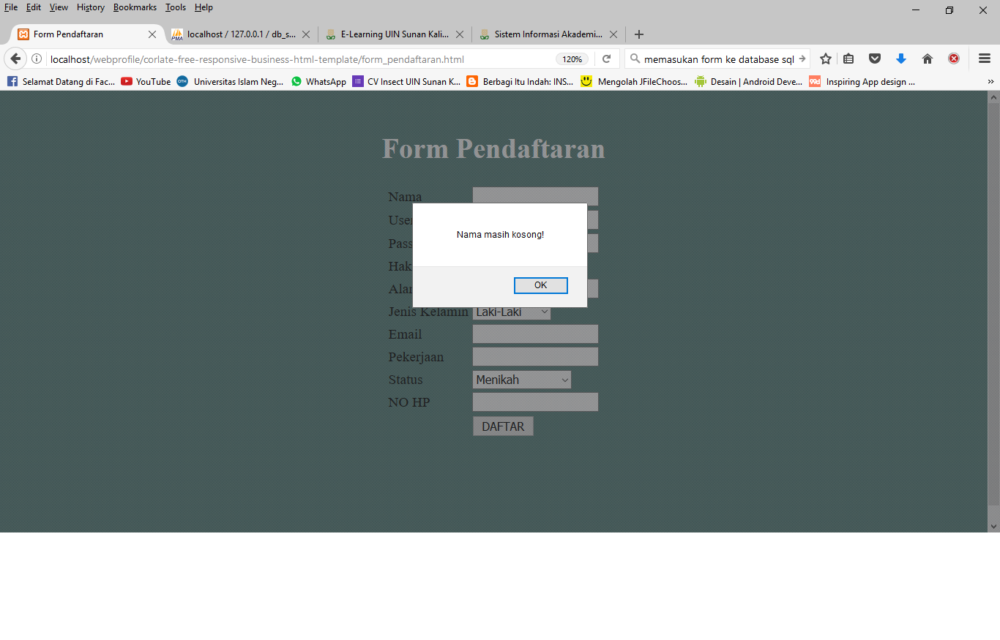 File Edit View History Bookmarks Tools Help
Form Pendaftaran localhost / 127.0.0.1 / db_s... E-Learning UIN Sunan Kali... Sistem Informasi Akademi...
localhost/webprofile/corlate-free-responsive-business-html-template/form_pendaftaran.html 120% memasukan form ke database sql
Selamat Datang di Fac... YouTube Universitas Islam Neg... WhatsApp CV Insect UIN Sunan K... Berbagi Itu Indah: INS... Mengolah JFileChoos... Desain | Android Deve... Inspiring App design ...
Form Pendaftaran
Nama
User
Nama masih kosong!
Pass
Hak
OK
Alam
Jenis Kelamin Laki-Laki
Email
Pekerjaan
Status Menikah
NO HP
DAFTAR